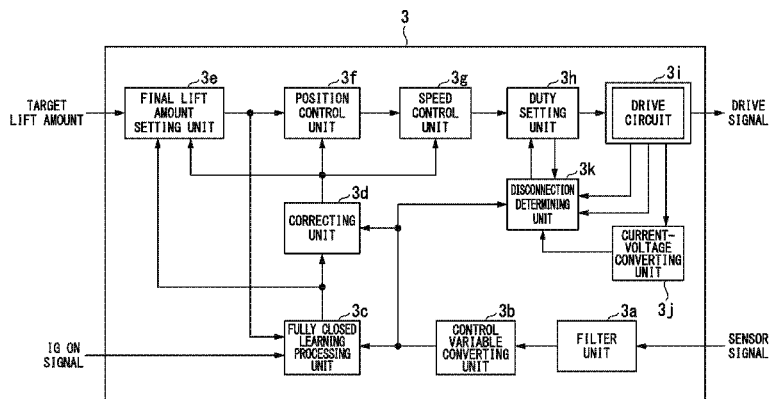 3
3e
3f
3g
3h
3i
TARGET
LIFT AMOUNT
FINAL LIFT
AMOUNT
SETTING UNIT
POSITION
CONTROL
UNIT
SPEED
CONTROL
UNIT
DUTY
SETTING
UNIT
DRIVE
CIRCUIT
DRIVE
SIGNAL
3k
DISCONNECTION
DETERMINING
UNIT
3d
CORRECTING
UNIT
CURRENT-
VOLTAGE
CONVERTING
UNIT
3j
3c
3b
3a
IG ON
SIGNAL
FULLY CLOSED
LEARNING
PROCESSING
UNIT
CONTROL
VARIABLE
CONVERTING
UNIT
FILTER
UNIT
SENSOR
SIGNAL